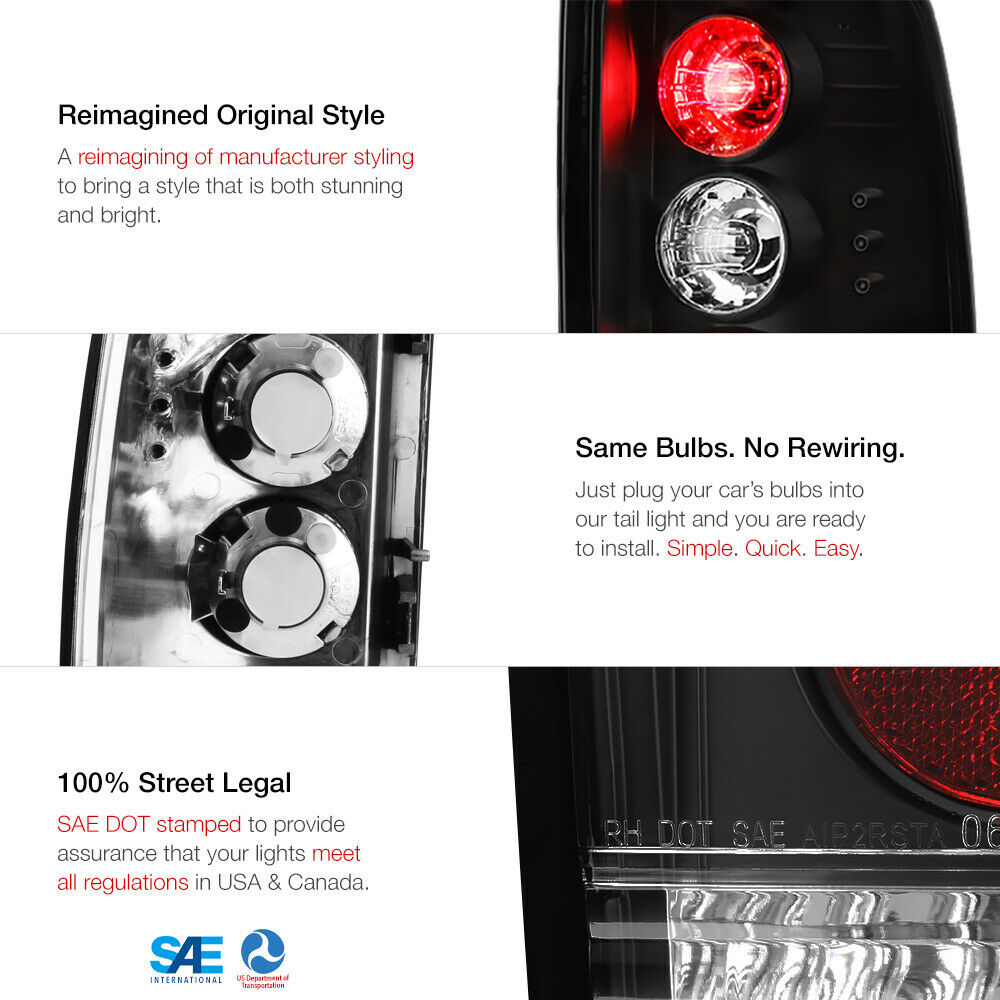 Reimagined Original Style
A reimagining of manufacturer styling
to bring a style that is both stunning
and bright.
Same Bulbs. No Rewiring.
Just plug your car's bulbs into
our tail light and you are ready
to install. Simple. Quick. Easy.
100% Street Legal
SAE DOT stamped to provide
assurance that your lights meet
all regulations in USA & Canada.
RH DOT SAE AIP2RSTA 06
SAE
INTERNATIONAL
US Department of
Transportation